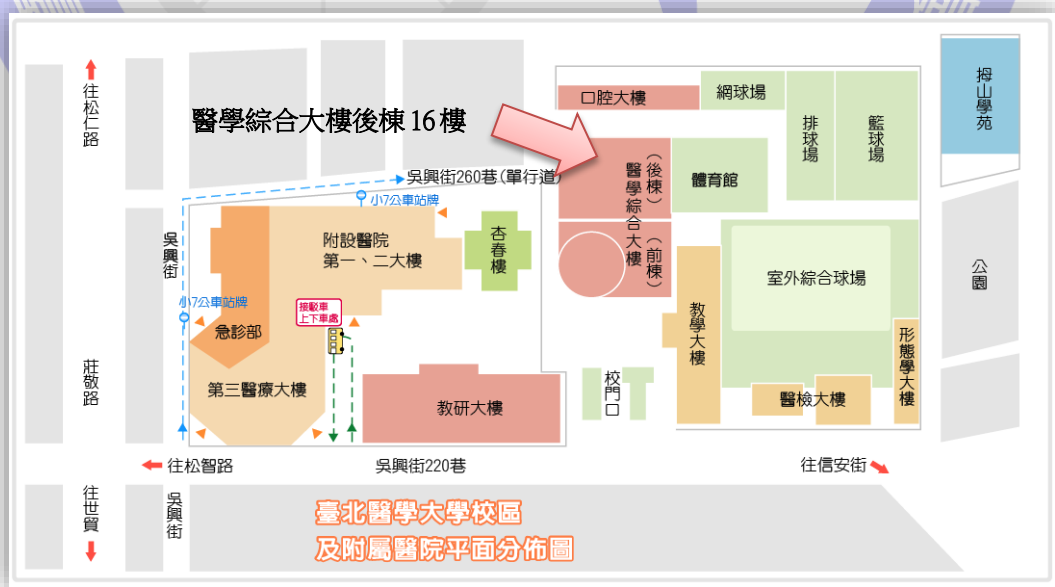 往松仁路
醫學綜合大樓後棟 16 樓
口腔大樓
網球場
排球場
籃球場
拇山學苑
吳興街260巷(單行道)
小7公車站牌
(後棟)
醫學綜合大樓
(前棟)
體育館
附設醫院
第一、二大樓
杏春樓
吳興街
小7公車站牌
接駁車
上下車處
急診部
室外綜合球場
公園
教學大樓
形態學大樓
莊敬路
第三醫療大樓
教研大樓
校門口
醫檢大樓
往松智路
吳興街220巷
往信安街
往世貿
吳興街
臺北醫學大學校區
及附屬醫院平面分佈圖